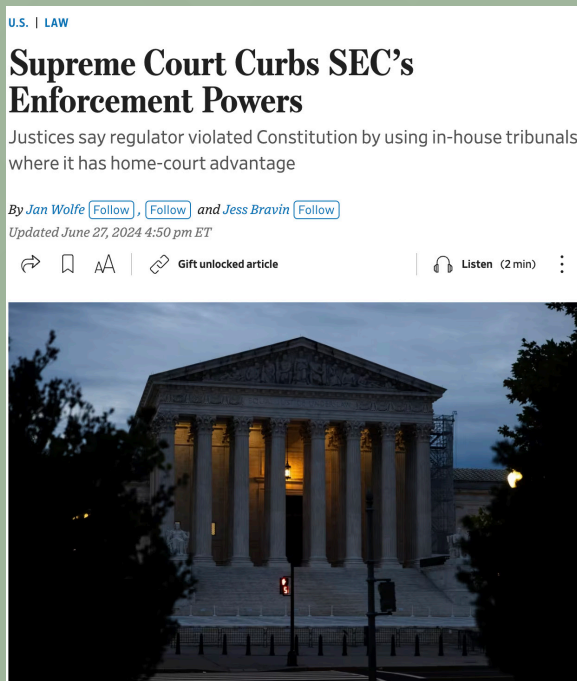 U.S. | LAW
Supreme Court Curbs SEC’s
Enforcement Powers
Justices say regulator violated Constitution by using in-house tribunals
where it has home-court advantage
By Jan Wolfe Follow , Follow and Jess Bravin Follow
Updated June 27, 2024 4:50 pm ET
AA Gift unlocked article Listen (2 min)